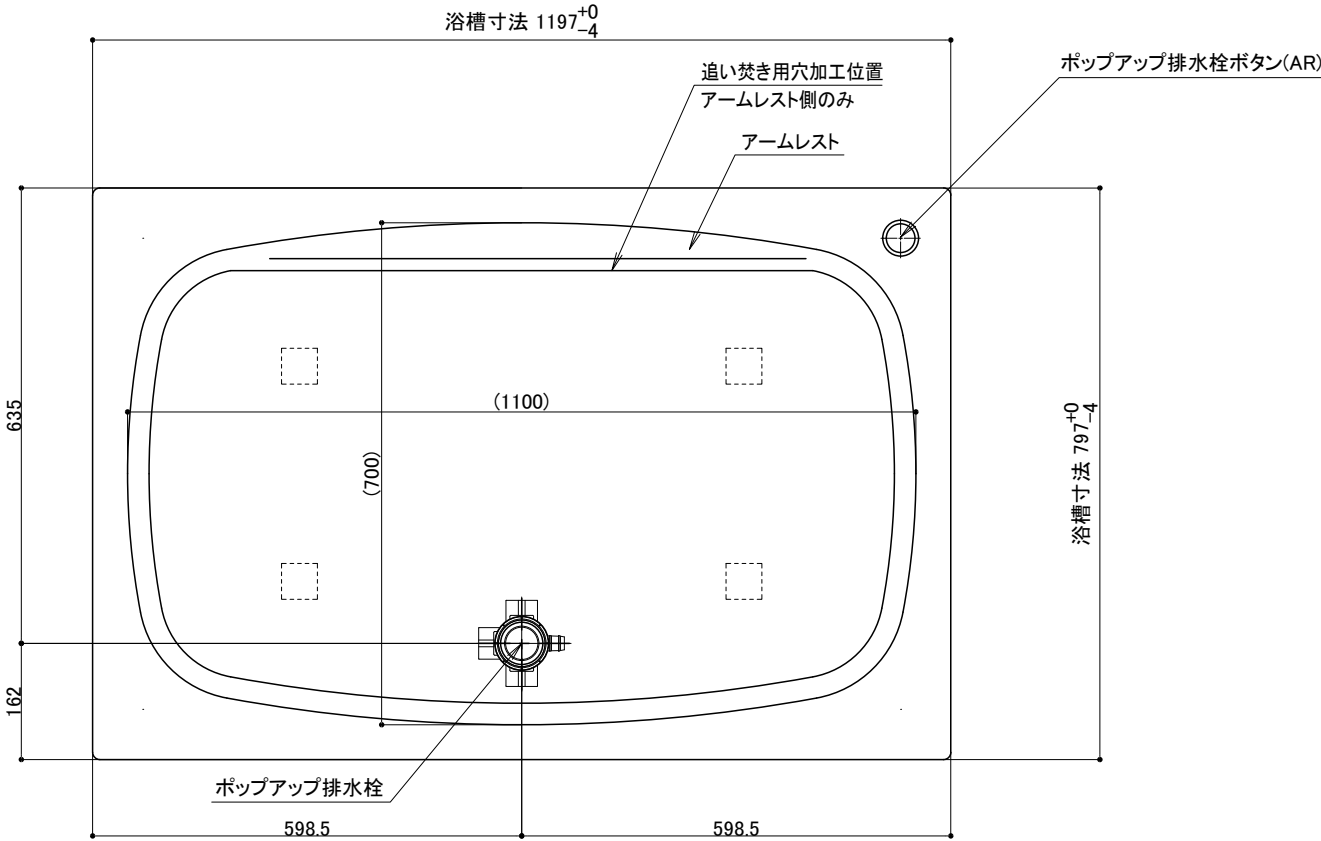 浴槽寸法 1197+0-4
ポップアップ排水栓ボタン(AR)
追い焚き用穴加工位置
アームレスト側のみ
アームレスト
635
(1100)
(700)
浴槽寸法 797+0-4
162
ポップアップ排水栓
598.5
598.5